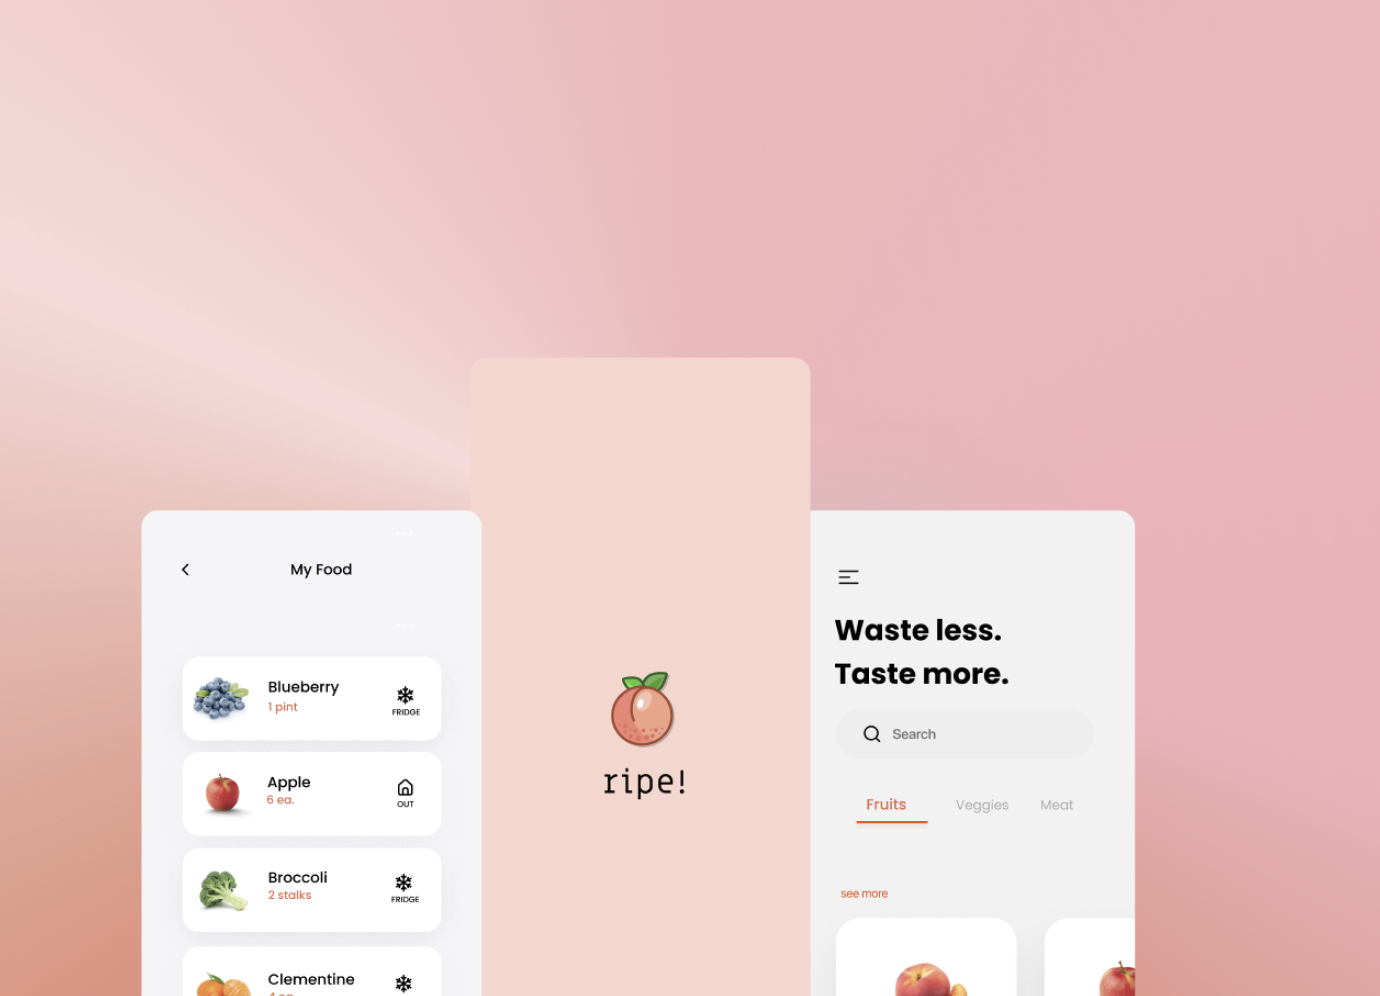 My Food
Blueberry
1 pint
FRIDGE
Apple
6 ea.
OUT
Broccoli
2 stalks
FRIDGE
Clementine
ripe!
Waste less.
Taste more.
Search
Fruits Veggies Meat
see more